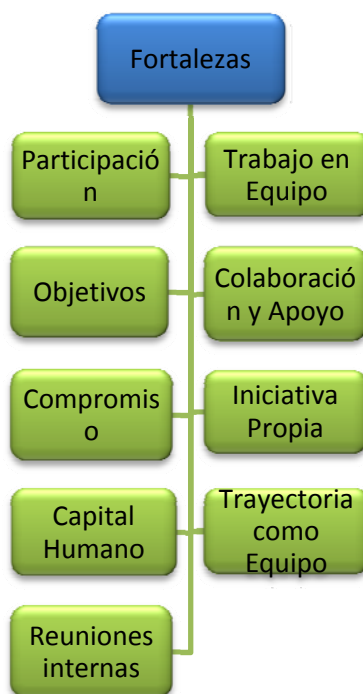 Fortalezas
Participació
n
Trabajo en
Equipo
Objetivos
Colaboració
n y Apoyo
Compromis
o
Iniciativa
Propia
Capital
Humano
Trayectoria
como
Equipo
Reuniones
internas